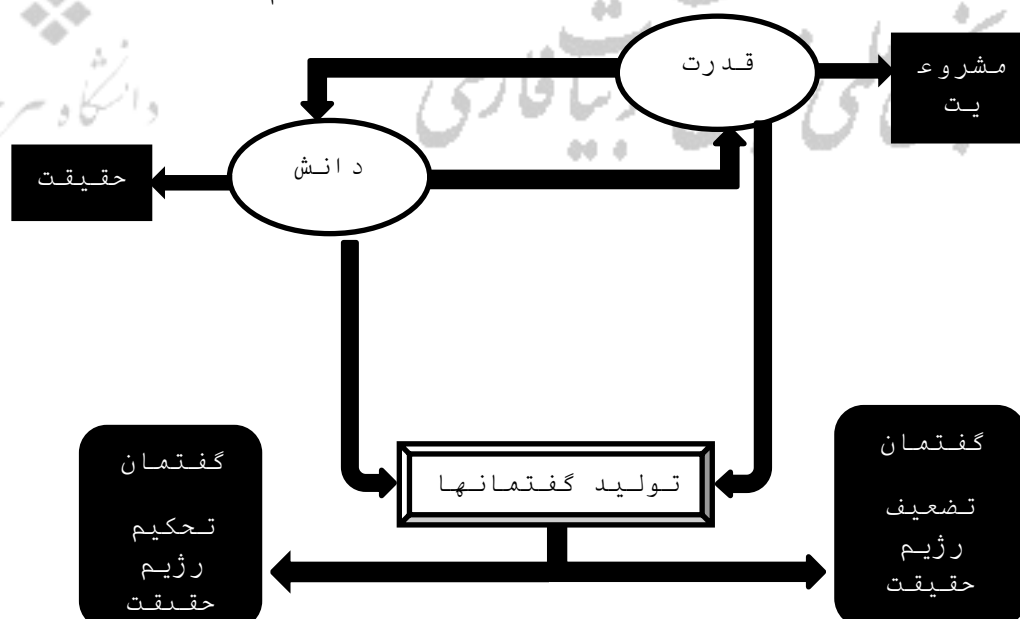 قدرت
مشروع
یت
دانش
حقیقت
تولید گفتمانها
گفتمان
تضعیف
رژیم
حقیقت
گفتمان
تحکیم
رژیم
حقیقت